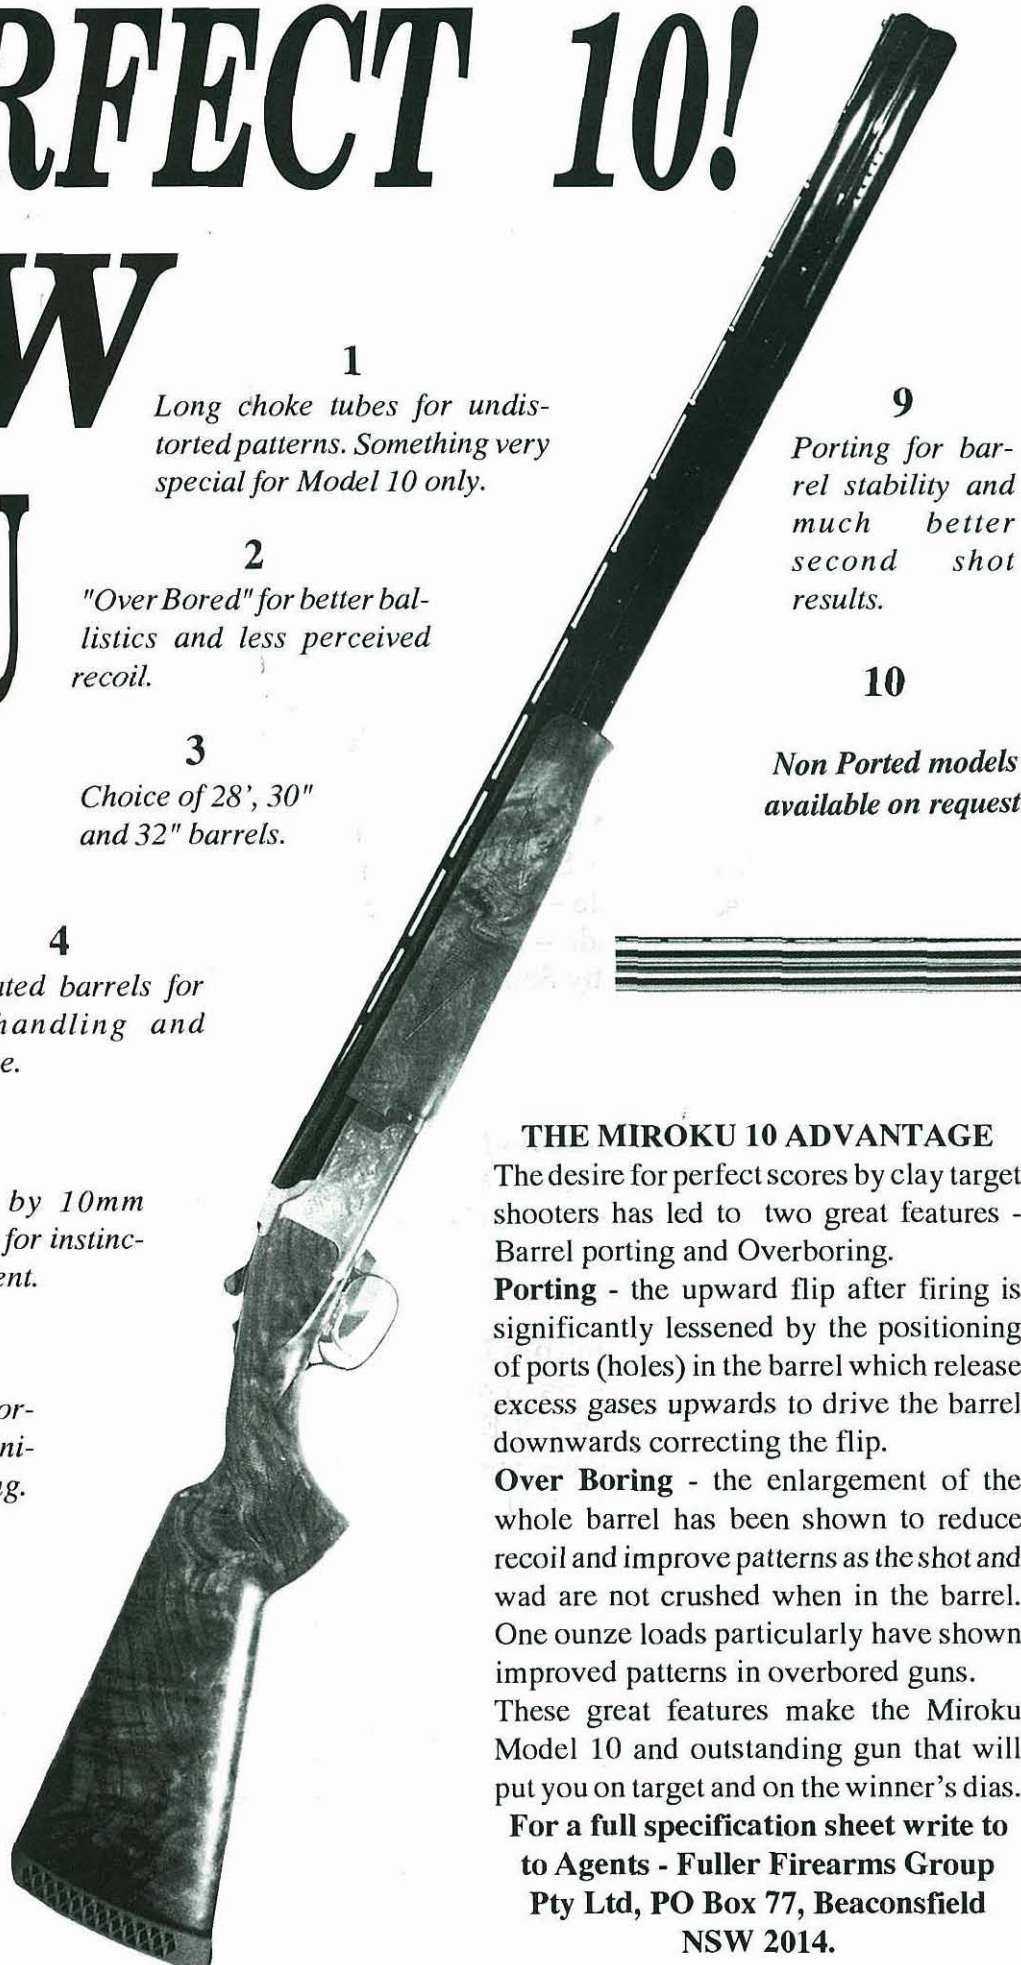 RFECT 10!
W
U
1
Long choke tubes for undis-
torted patterns. Something very
special for Model 10 only.
2
"Over Bored" for better bal-
listics and less perceived
recoil.
3
Choice of 28', 30"
and 32" barrels.
4
ated barrels for
handling and
e.
by 10mm
for instinc-
ent.
or-
ni-
g.
9
Porting for bar-
rel stability and
much better
second shot
results.
10
Non Ported models
available on request
THE MIROKU 10 ADVANTAGE
The desire for perfect scores by clay target
shooters has led to two great features -
Barrel porting and Overboring.
Porting - the upward flip after firing is
significantly lessened by the positioning
of ports (holes) in the barrel which release
excess gases upwards to drive the barrel
downwards correcting the flip.
Over Boring - the enlargement of the
whole barrel has been shown to reduce
recoil and improve patterns as the shot and
wad are not crushed when in the barrel.
One ounze loads particularly have shown
improved patterns in overbored guns.
These great features make the Miroku
Model 10 and outstanding gun that will
put you on target and on the winner's dias.
For a full specification sheet write to
to Agents - Fuller Firearms Group
Pty Ltd, PO Box 77, Beaconsfield
NSW 2014.